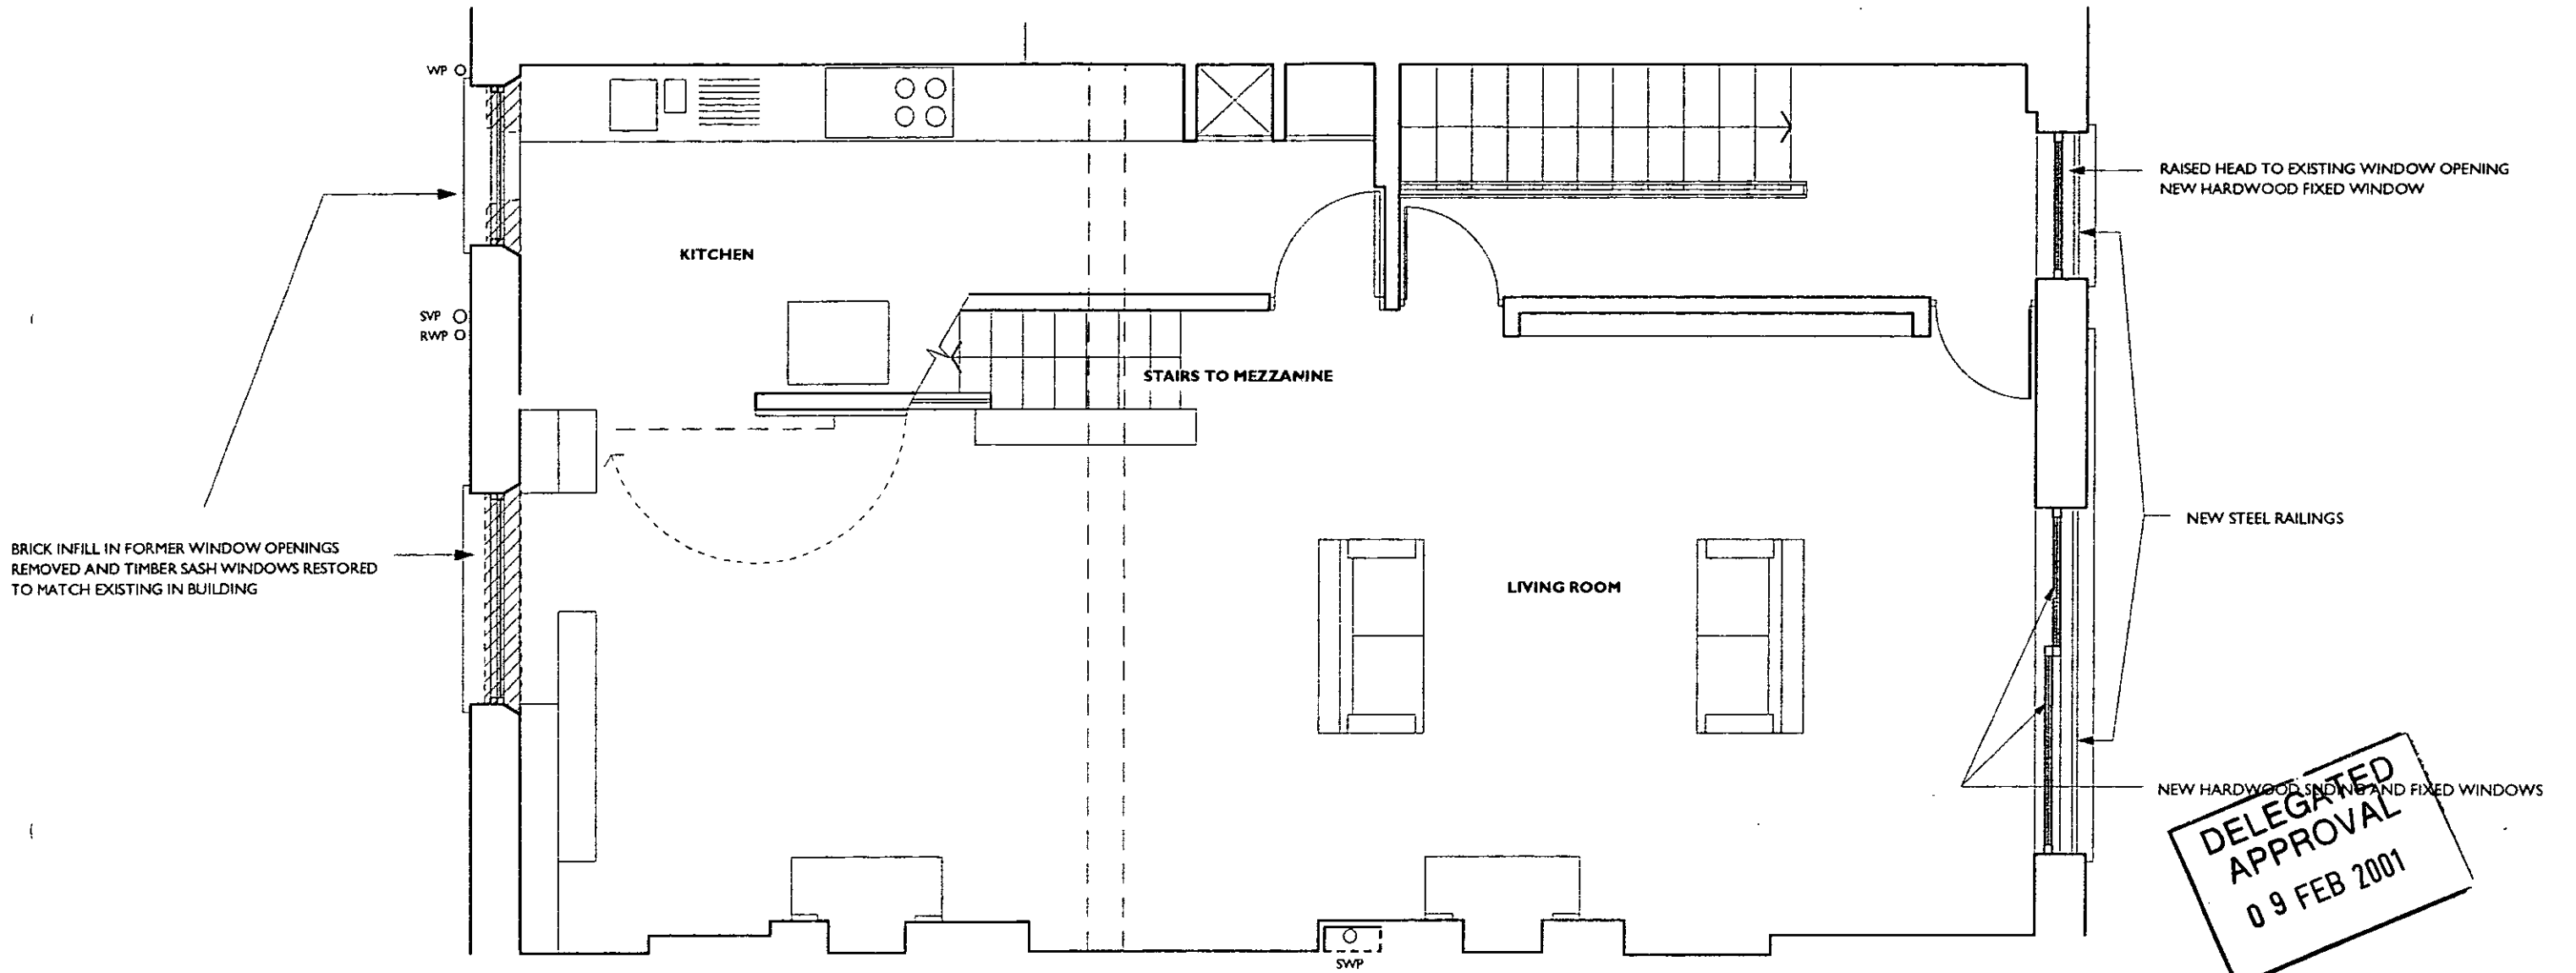 WP
RAISED HEAD TO EXISTING WINDOW OPENING
NEW HARDWOOD FIXED WINDOW
KITCHEN
SVP
RWP
STAIRS TO MEZZANINE
NEW STEEL RAILINGS
BRICK INFILL IN FORMER WINDOW OPENINGS
REMOVED AND TIMBER SASH WINDOWS RESTORED
TO MATCH EXISTING IN BUILDING
LIVING ROOM
NEW HARDWOOD SLIDING AND FIXED WINDOWS
DELEGATED
APPROVAL
09 FEB 2001
SWP